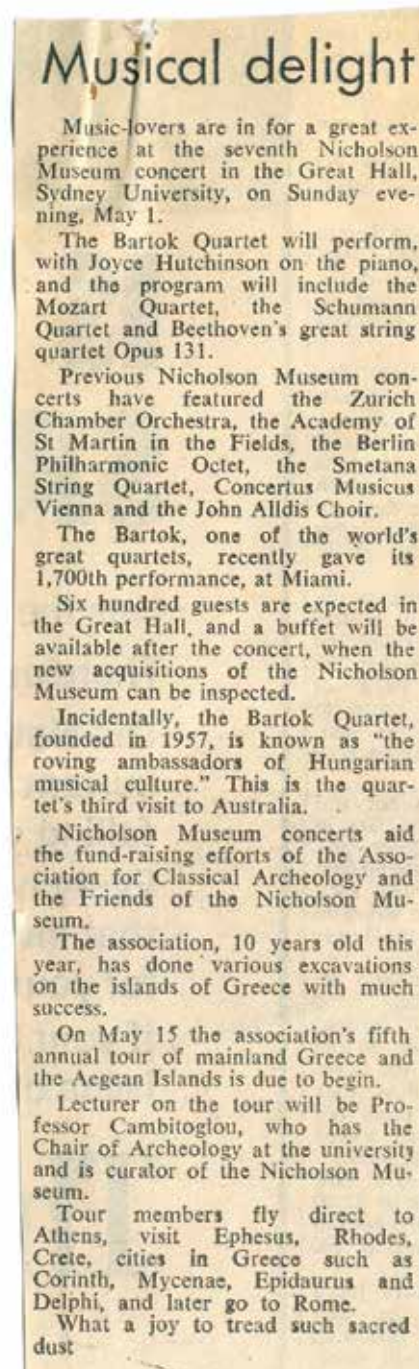 Musical delight
Music-lovers are in for a great ex-
perience at the seventh Nicholson
Museum concert in the Great Hall,
Sydney University, on Sunday eve-
ning, May 1.
The Bartok Quartet will perform,
with Joyce Hutchinson on the piano,
and the program will include the
Mozart Quartet, the Schumann
Quartet and Beethoven's great string
quartet Opus 131.
Previous Nicholson Museum con-
certs have featured the Zurich
Chamber Orchestra, the Academy of
St Martin in the Fields, the Berlin
Philharmonic Octet, the Smetana
String Quartet, Concertus Musicus
Vienna and the John Alldis Choir.
The Bartok, one of the world's
great quartets, recently gave its
1,700th performance, at Miami.
Six hundred guests are expected in
the Great Hall, and a buffet will be
available after the concert, when the
new acquisitions of the Nicholson
Museum can be inspected.
Incidentally, the Bartok Quartet,
founded in 1957, is known as "the
roving ambassadors of Hungarian
musical culture." This is the quar-
tet's third visit to Australia.
Nicholson Museum concerts aid
the fund-raising efforts of the Asso-
ciation for Classical Archeology and
the Friends of the Nicholson Mu-
seum.
The association, 10 years old this
year, has done various excavations
on the islands of Greece with much
success.
On May 15 the association's fifth
annual tour of mainland Greece and
the Aegean Islands is due to begin.
Lecturer on the tour will be Pro-
fessor Cambitoglou, who has the
Chair of Archeology at the university
and is curator of the Nicholson Mu-
seum.
Tour members fly direct to
Athens, visit Ephesus, Rhodes,
Crete, cities in Greece such as
Corinth, Mycenae, Epidaurus and
Delphi, and later go to Rome.
What a joy to tread such sacred
dust